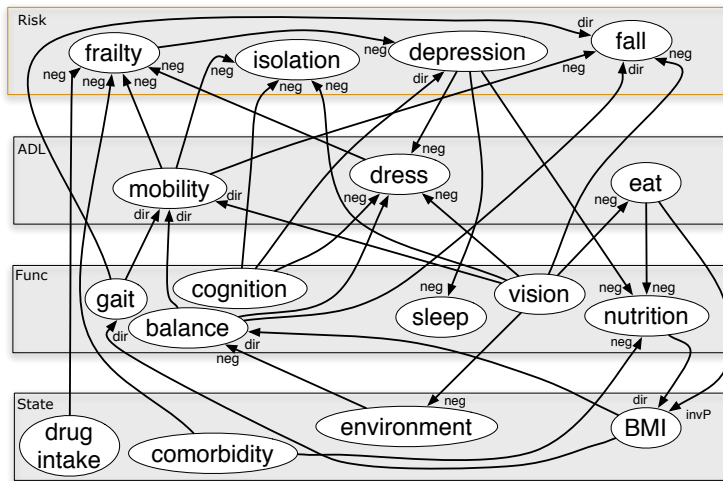 Risk
dir
frailty
isolation
neg
depression
fall
neg
neg
neg
neg
neg
neg
neg
neg
dir
neg
dir
ADL
neg
mobility
dress
eat
dir
neg
neg
neg
dir
dir
Func
gait
cognition
vision
neg
neg
neg
balance
sleep
nutrition
dir
dir
neg
neg
State
neg
dir
invP
drug
intake
comorbidity
environment
BMI